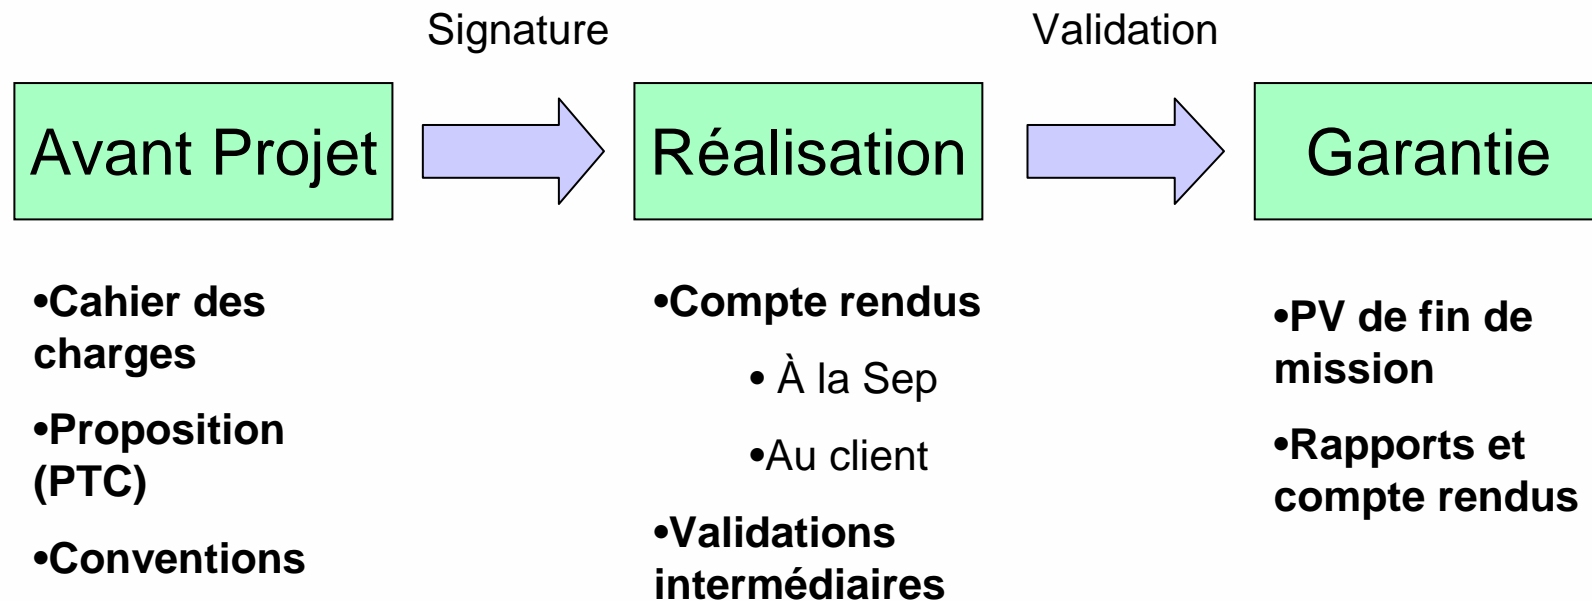 Signature
Validation
Avant Projet
Réalisation
Garantie
•Cahier des
charges
•Proposition
(PTC)
•Conventions
•Compte rendus
• À la Sep
•Au client
•Validations
intermédiaires
•PV de fin de
mission
•Rapports et
compte rendus